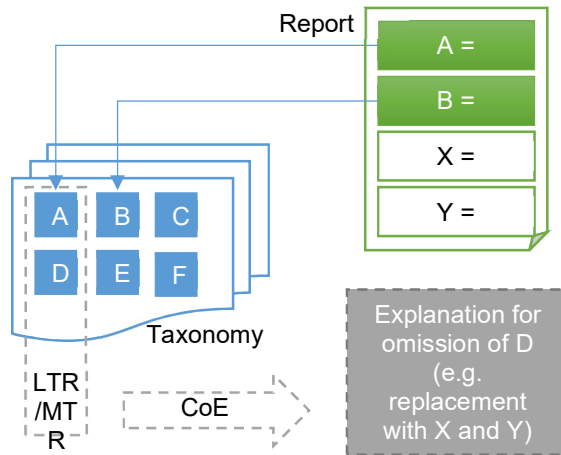 Report
A =
B =
X =
Y =
A B C
D E F
Taxonomy
LTR
/MT
R
CoE
Explanation for
omission of D
(e.g.
replacement
with X and Y)